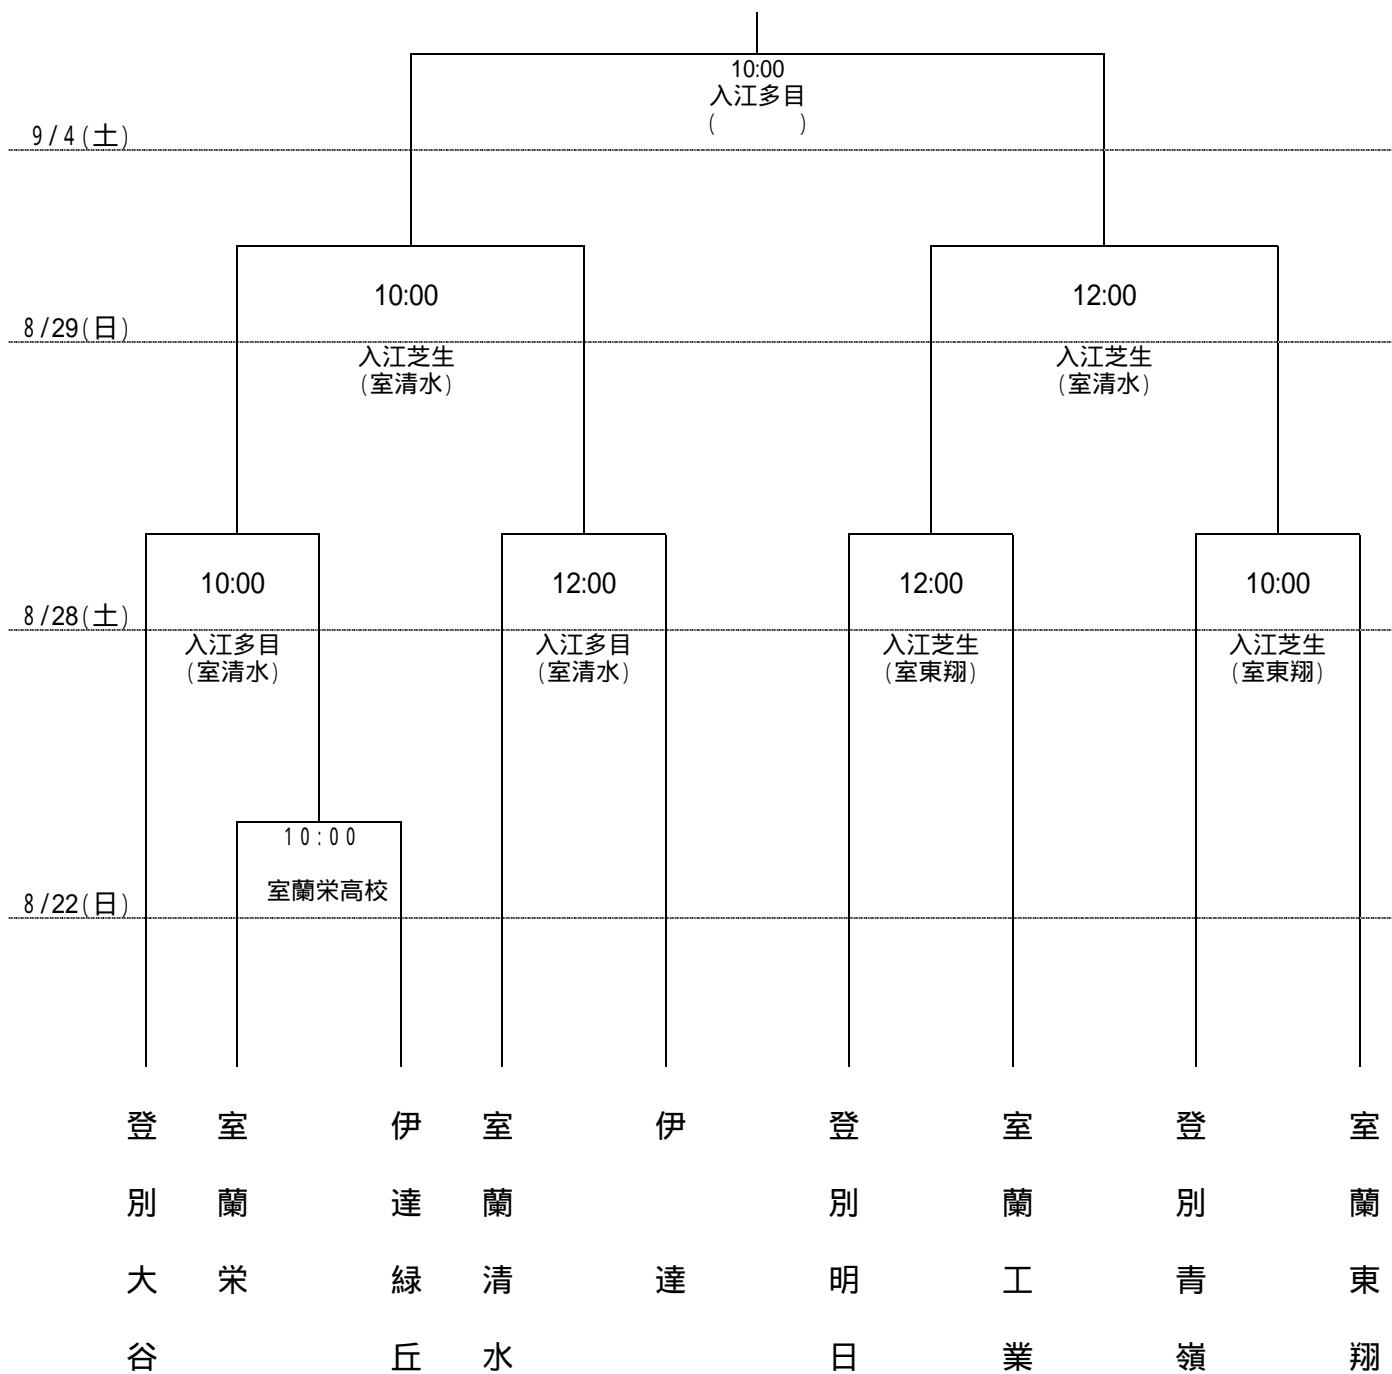 10:00
入江多目
(　　　)
9/4(土)
10:00
12:00
8/29(日)
入江芝生
(室清水)
入江芝生
(室清水)
10:00
12:00
12:00
10:00
8/28(土)
入江多目
(室清水)
入江多目
(室清水)
入江芝生
(室東翔)
入江芝生
(室東翔)
10:00
室蘭栄高校
8/22(日)
登別大谷
室蘭栄
伊達緑丘
室蘭清水
伊達
登別明日
室蘭工業
登別青嶺
室蘭東翔